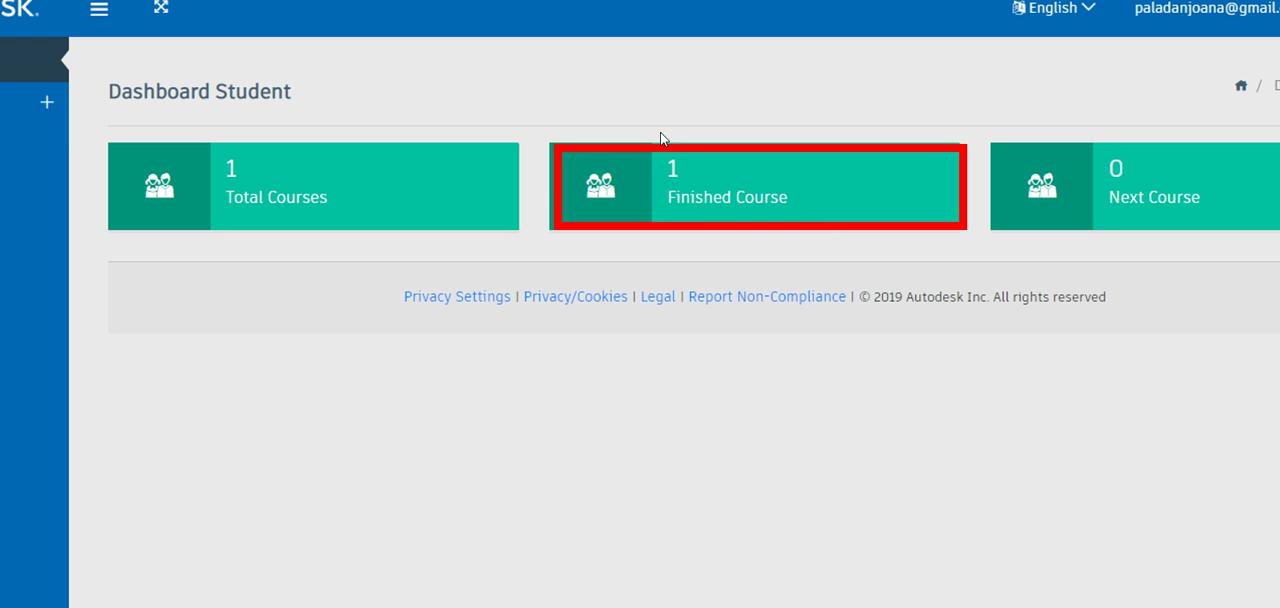 SK.
English
paladanjoana@gmail.
Dashboard Student
/
1
Total Courses
1
Finished Course
0
Next Course
Privacy Settings | Privacy/Cookies | Legal | Report Non-Compliance | © 2019 Autodesk Inc. All rights reserved